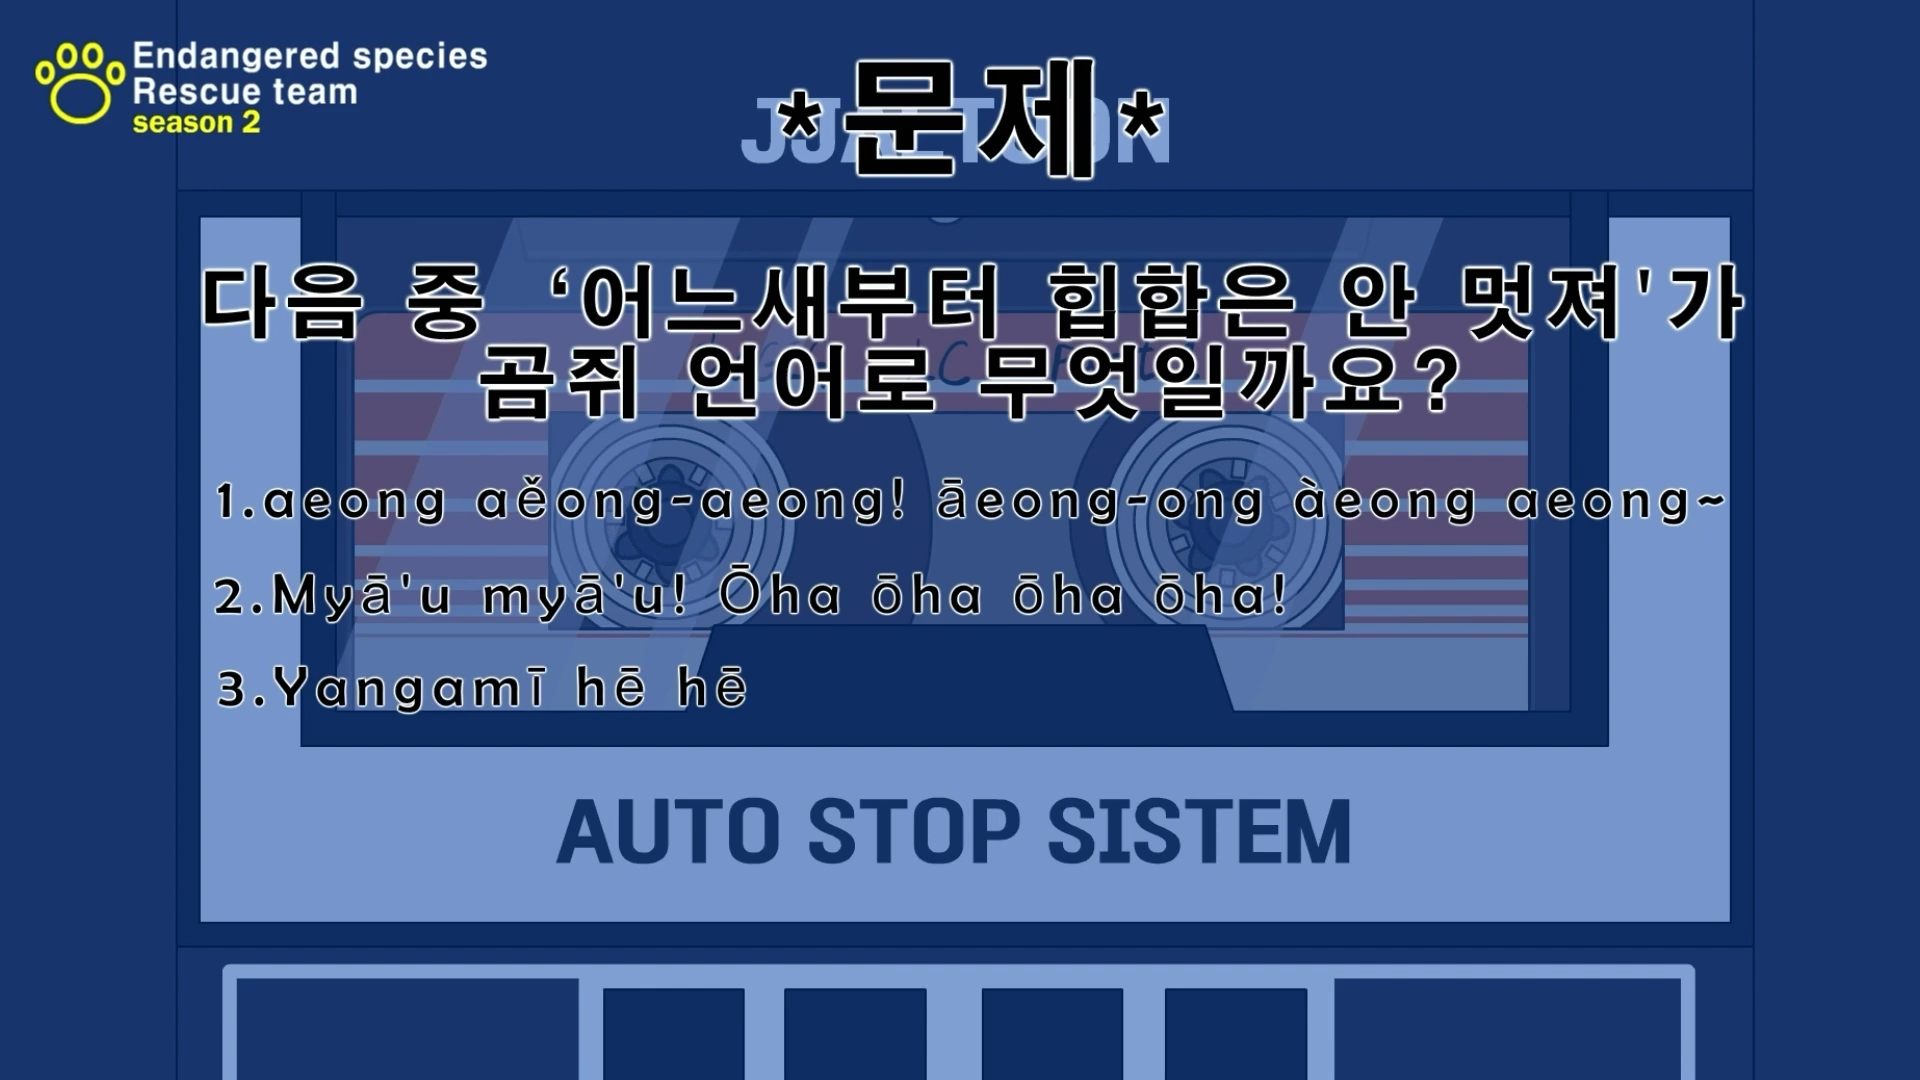 Endangered species
Rescue team
season 2
*문제*
다음 중 ‘어느새부터 힙합은 안 멋져'가
곰쥐 언어로 무엇일까요?
1.aeong aěong-aeong! āeong-ong àeong aeong~
2.Myā'u myā'u! Ōha ōha ōha ōha!
3.Yangamī hē hē
AUTO STOP SISTEM